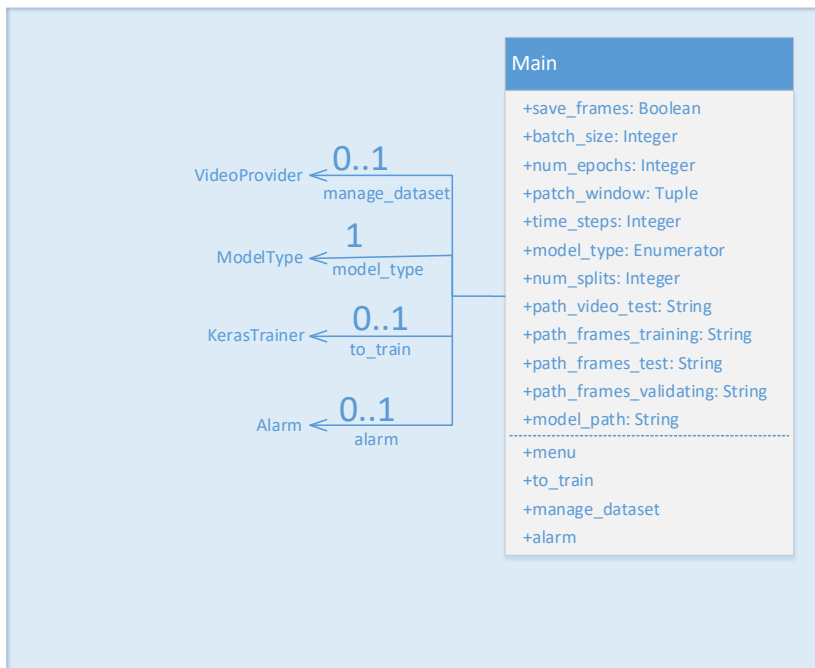 Main
+save_frames: Boolean
+batch_size: Integer
+num_epochs: Integer
+patch_window: Tuple
+time_steps: Integer
+model_type: Enumerator
+num_splits: Integer
+path_video_test: String
+path_frames_training: String
+path_frames_test: String
+path_frames_validating: String
+model_path: String
+menu
+to_train
+manage_dataset
+alarm
VideoProvider
0..1
manage_dataset
ModelType
1
model_type
KerasTrainer
0..1
to_train
Alarm
0..1
alarm